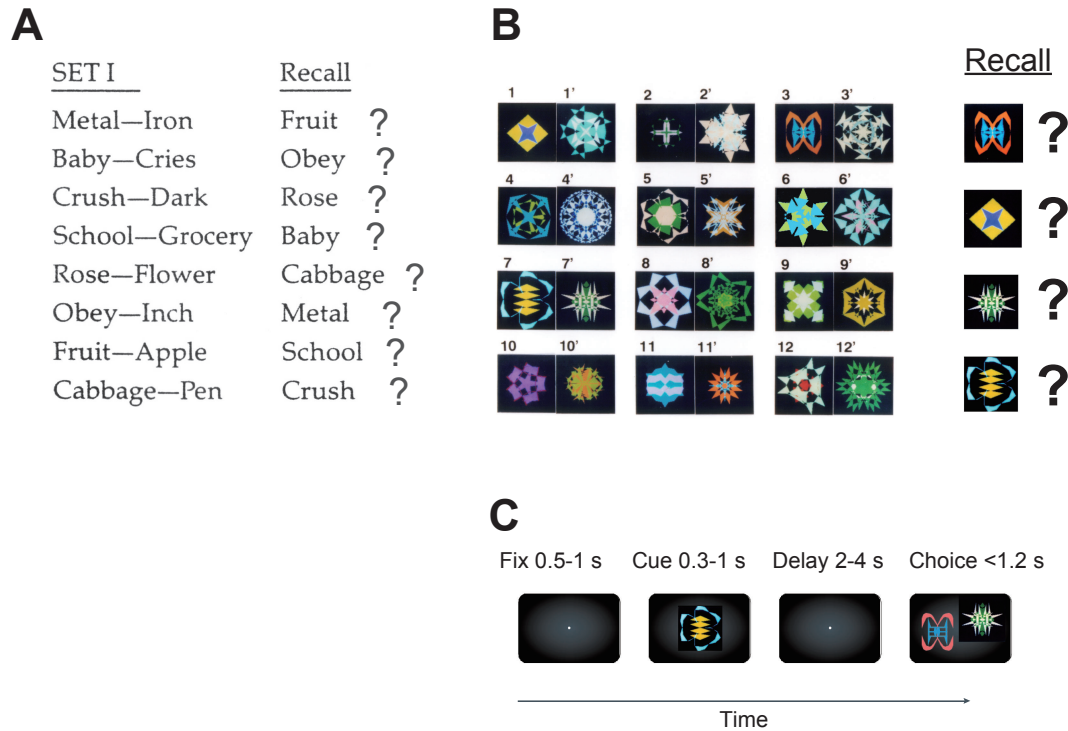 A
SET I Recall
Metal—Iron Fruit ?
Baby—Cries Obey ?
Crush—Dark Rose ?
School—Grocery Baby ?
Rose—Flower Cabbage ?
Obey—Inch Metal ?
Fruit—Apple School ?
Cabbage—Pen Crush ?
B
Recall
1 1' 2 2' 3 3'
?
4 4' 5 5' 6 6'
?
7 7' 8 8' 9 9'
?
10 10' 11 11' 12 12'
?
C
Fix 0.5-1 s Cue 0.3-1 s Delay 2-4 s Choice <1.2 s
Time